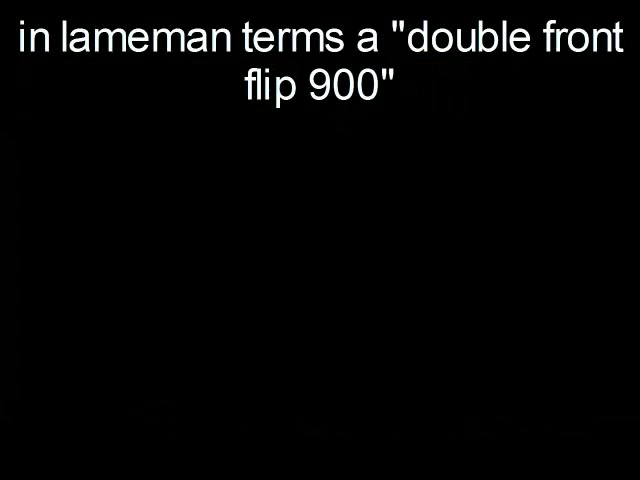 in lameman terms a "double front
flip 900"